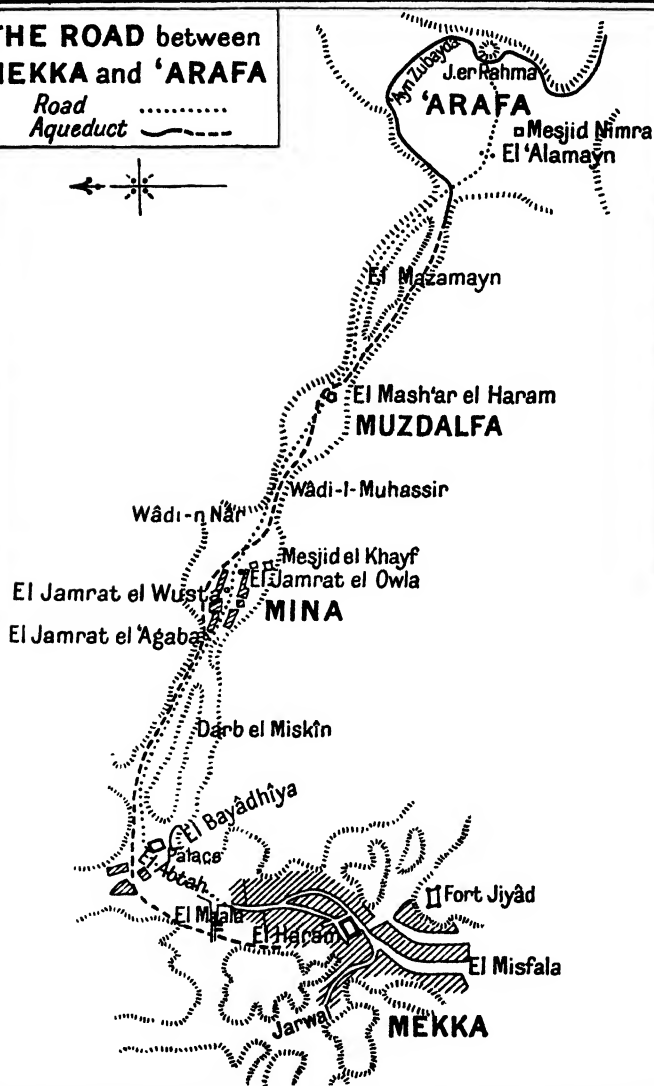 THE ROAD between
MEKKA and ‘ARAFA
Road
Aqueduct
‘Ayn Zubayda
J.er Rahma
‘ARAFA
Mesjid Nimra
El ‘Alamayn
El Mazamayn
El Mash‘ar el Haram
MUZDALFA
Wâdi-l-Muhassir
Wâdi-n Nâr
Mesjid el Khayf
El Jamrat el Owla
El Jamrat el Wusta
MINA
El Jamrat el ‘Agaba
Darb el Miskîn
El Bayâdhîya
Palace
El Abtah
El Maala
Fort Jiyâd
El Haram
El Misfala
Jarwal
MEKKA